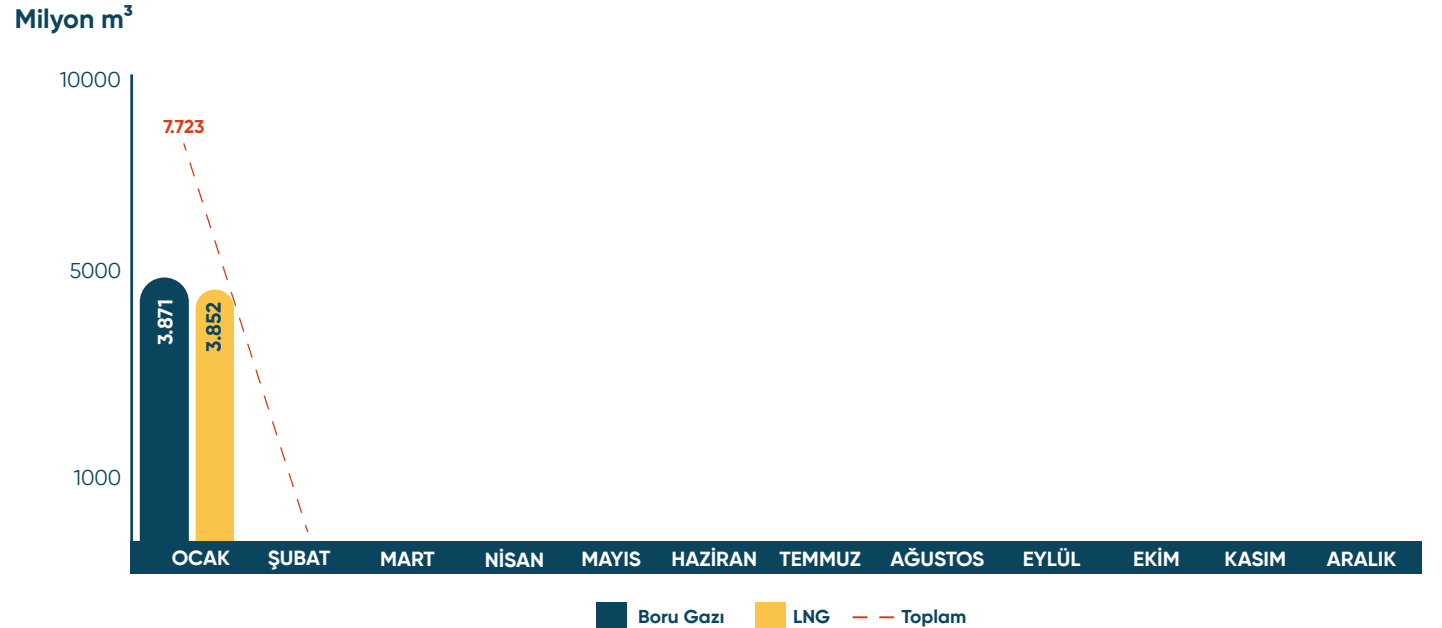 Milyon m³
10000
7.723
5000
3.871
3.852
1000
OCAK ŞUBAT MART NİSAN MAYIS HAZİRAN TEMMUZ AĞUSTOS EYLÜL EKİM KASIM ARALIK
Boru Gazı LNG Toplam